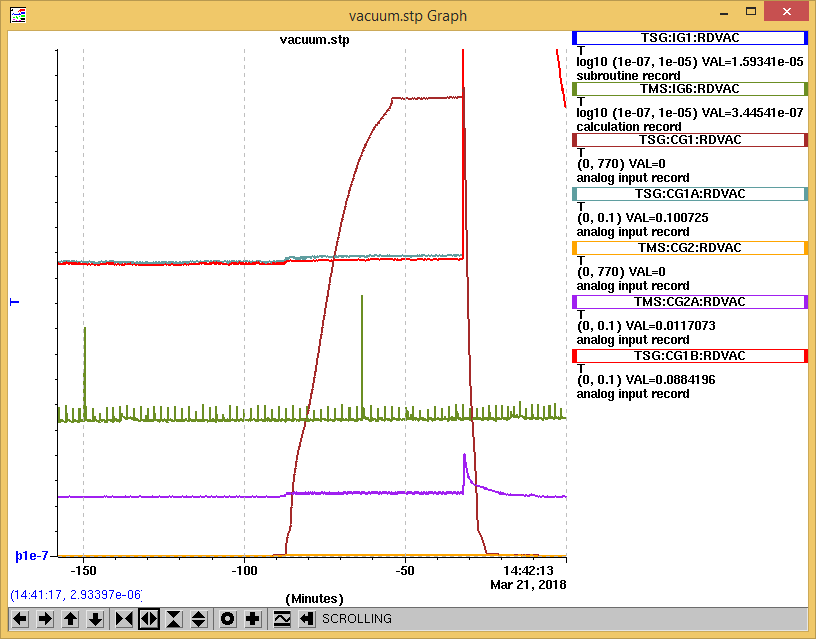 vacuum.stp Graph
vacuum.stp
TSG:IG1:RDVAC
T
log10 (1e-07, 1e-05) VAL=1.59341e-05
subroutine record
TMS:IG6:RDVAC
T
log10 (1e-07, 1e-05) VAL=3.44541e-07
calculation record
TSG:CG1:RDVAC
T
(0, 770) VAL=0
analog input record
TSG:CG1A:RDVAC
T
(0, 0.1) VAL=0.100725
analog input record
TMS:CG2:RDVAC
T
(0, 770) VAL=0
analog input record
TMS:CG2A:RDVAC
T
(0, 0.1) VAL=0.0117073
analog input record
TSG:CG1B:RDVAC
T
(0, 0.1) VAL=0.0884196
analog input record
T
1e-7
-150
-100
-50
14:42:13
Mar 21, 2018
(14:41:17, 2.93397e-06)
(Minutes)
SCROLLING